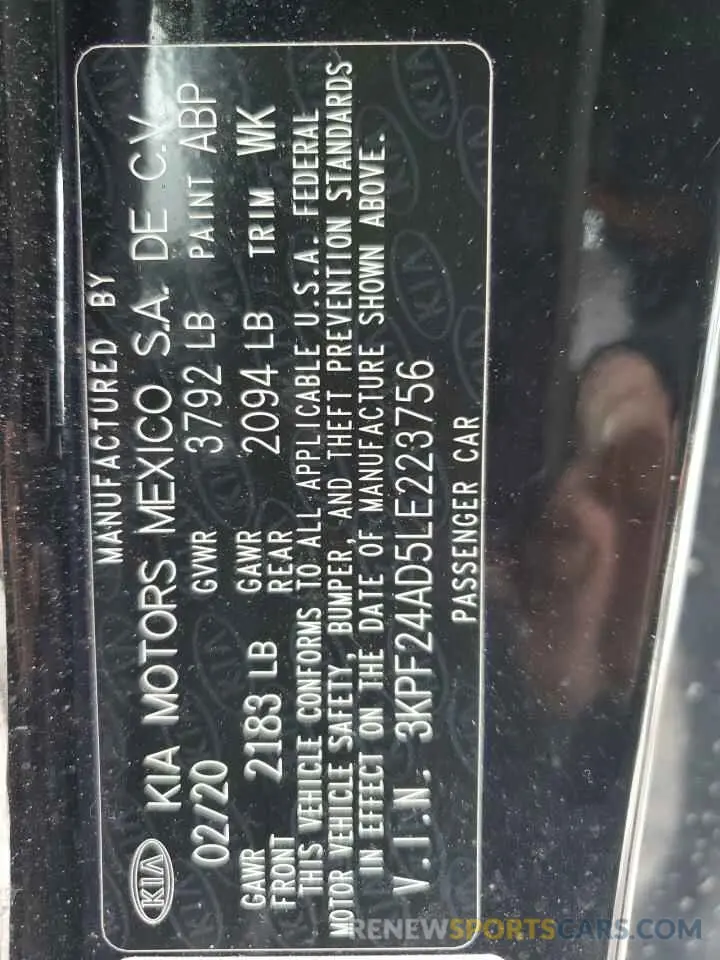 MANUFACTURED BY
KIA KIA MOTORS MEXICO S.A. DE C.V.
02/20 GVWR 3792 LB PAINT ABP
GAWR FRONT 2183 LB GAWR REAR 2094 LB TRIM WK
THIS VEHICLE CONFORMS TO ALL APPLICABLE U.S.A. FEDERAL
MOTOR VEHICLE SAFETY, BUMPER, AND THEFT PREVENTION STANDARDS
IN EFFECT ON THE DATE OF MANUFACTURE SHOWN ABOVE.
V.I.N. 3KPF24AD5LE223756
PASSENGER CAR
RENEWSPORTSCARS.COM